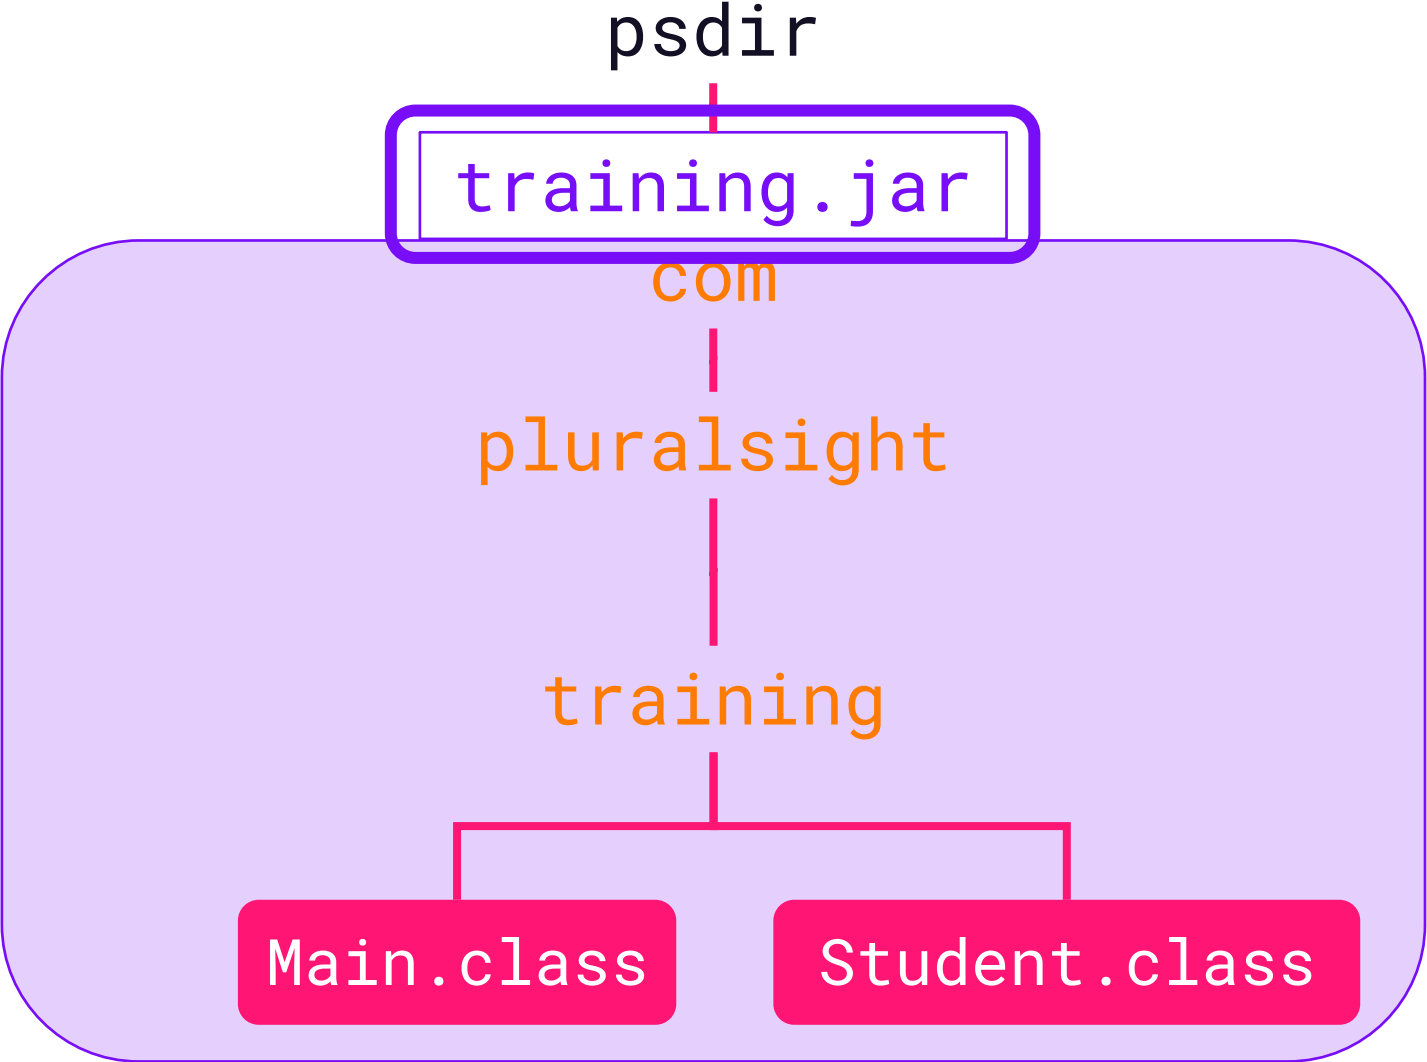 psdir
training.jar
com
pluralsight
training
Main.class
Student.class